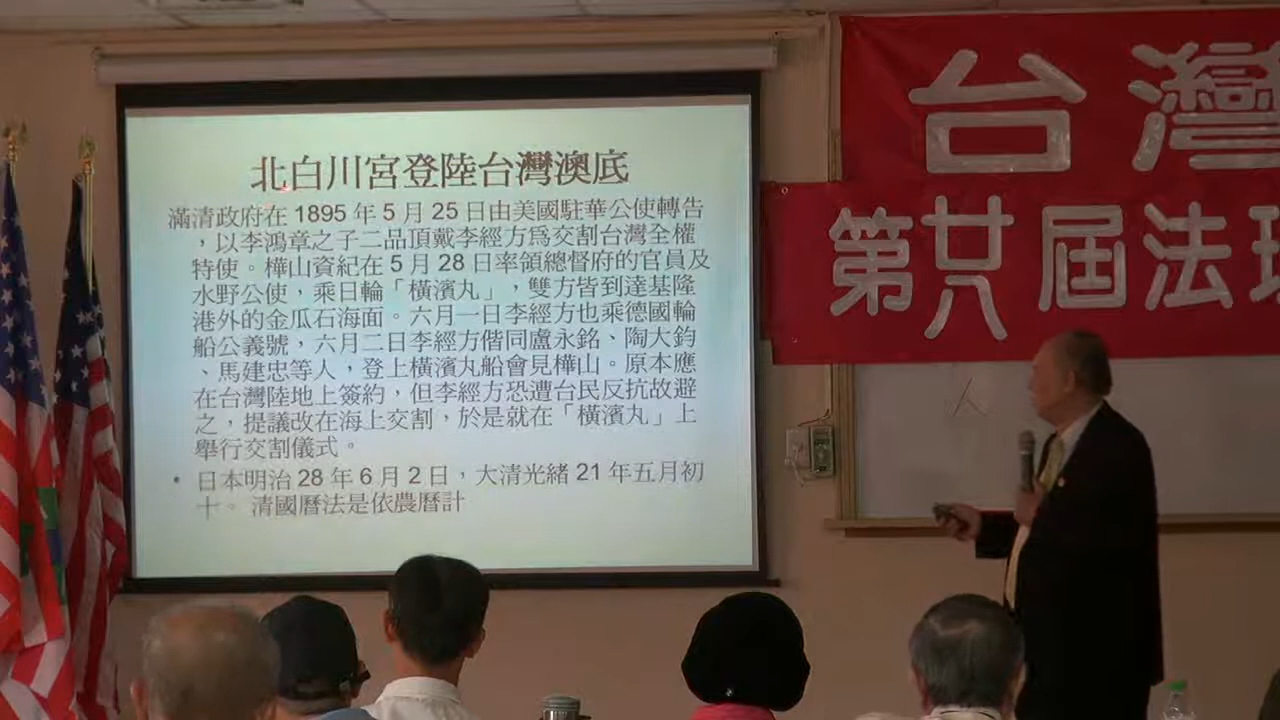 北白川宮登陸台灣澳底
滿清政府在 1895 年 5 月 25 日由美國駐華公使轉告
，以李鴻章之子二品頂戴李經方為交割台灣全權
特使。樺山資紀在 5 月 28 日率領總督府的官員及
水野公使，乘日輪「橫濱丸」，雙方皆到達基隆
港外的金瓜石海面。六月一日李經方也乘德國輪
船公義號，六月二日李經方偕同盧永銘、陶大鈞
、馬建忠等人，登上橫濱丸船會見樺山。原本應
在台灣陸地上簽約，但李經方恐遭台民反抗故避
之，提議改在海上交割，於是就在「橫濱丸」上
舉行交割儀式。
• 日本明治 28 年 6 月 2 日，大清光緒 21 年五月初
十。 清國曆法是依農曆計
台灣
第廿八屆法